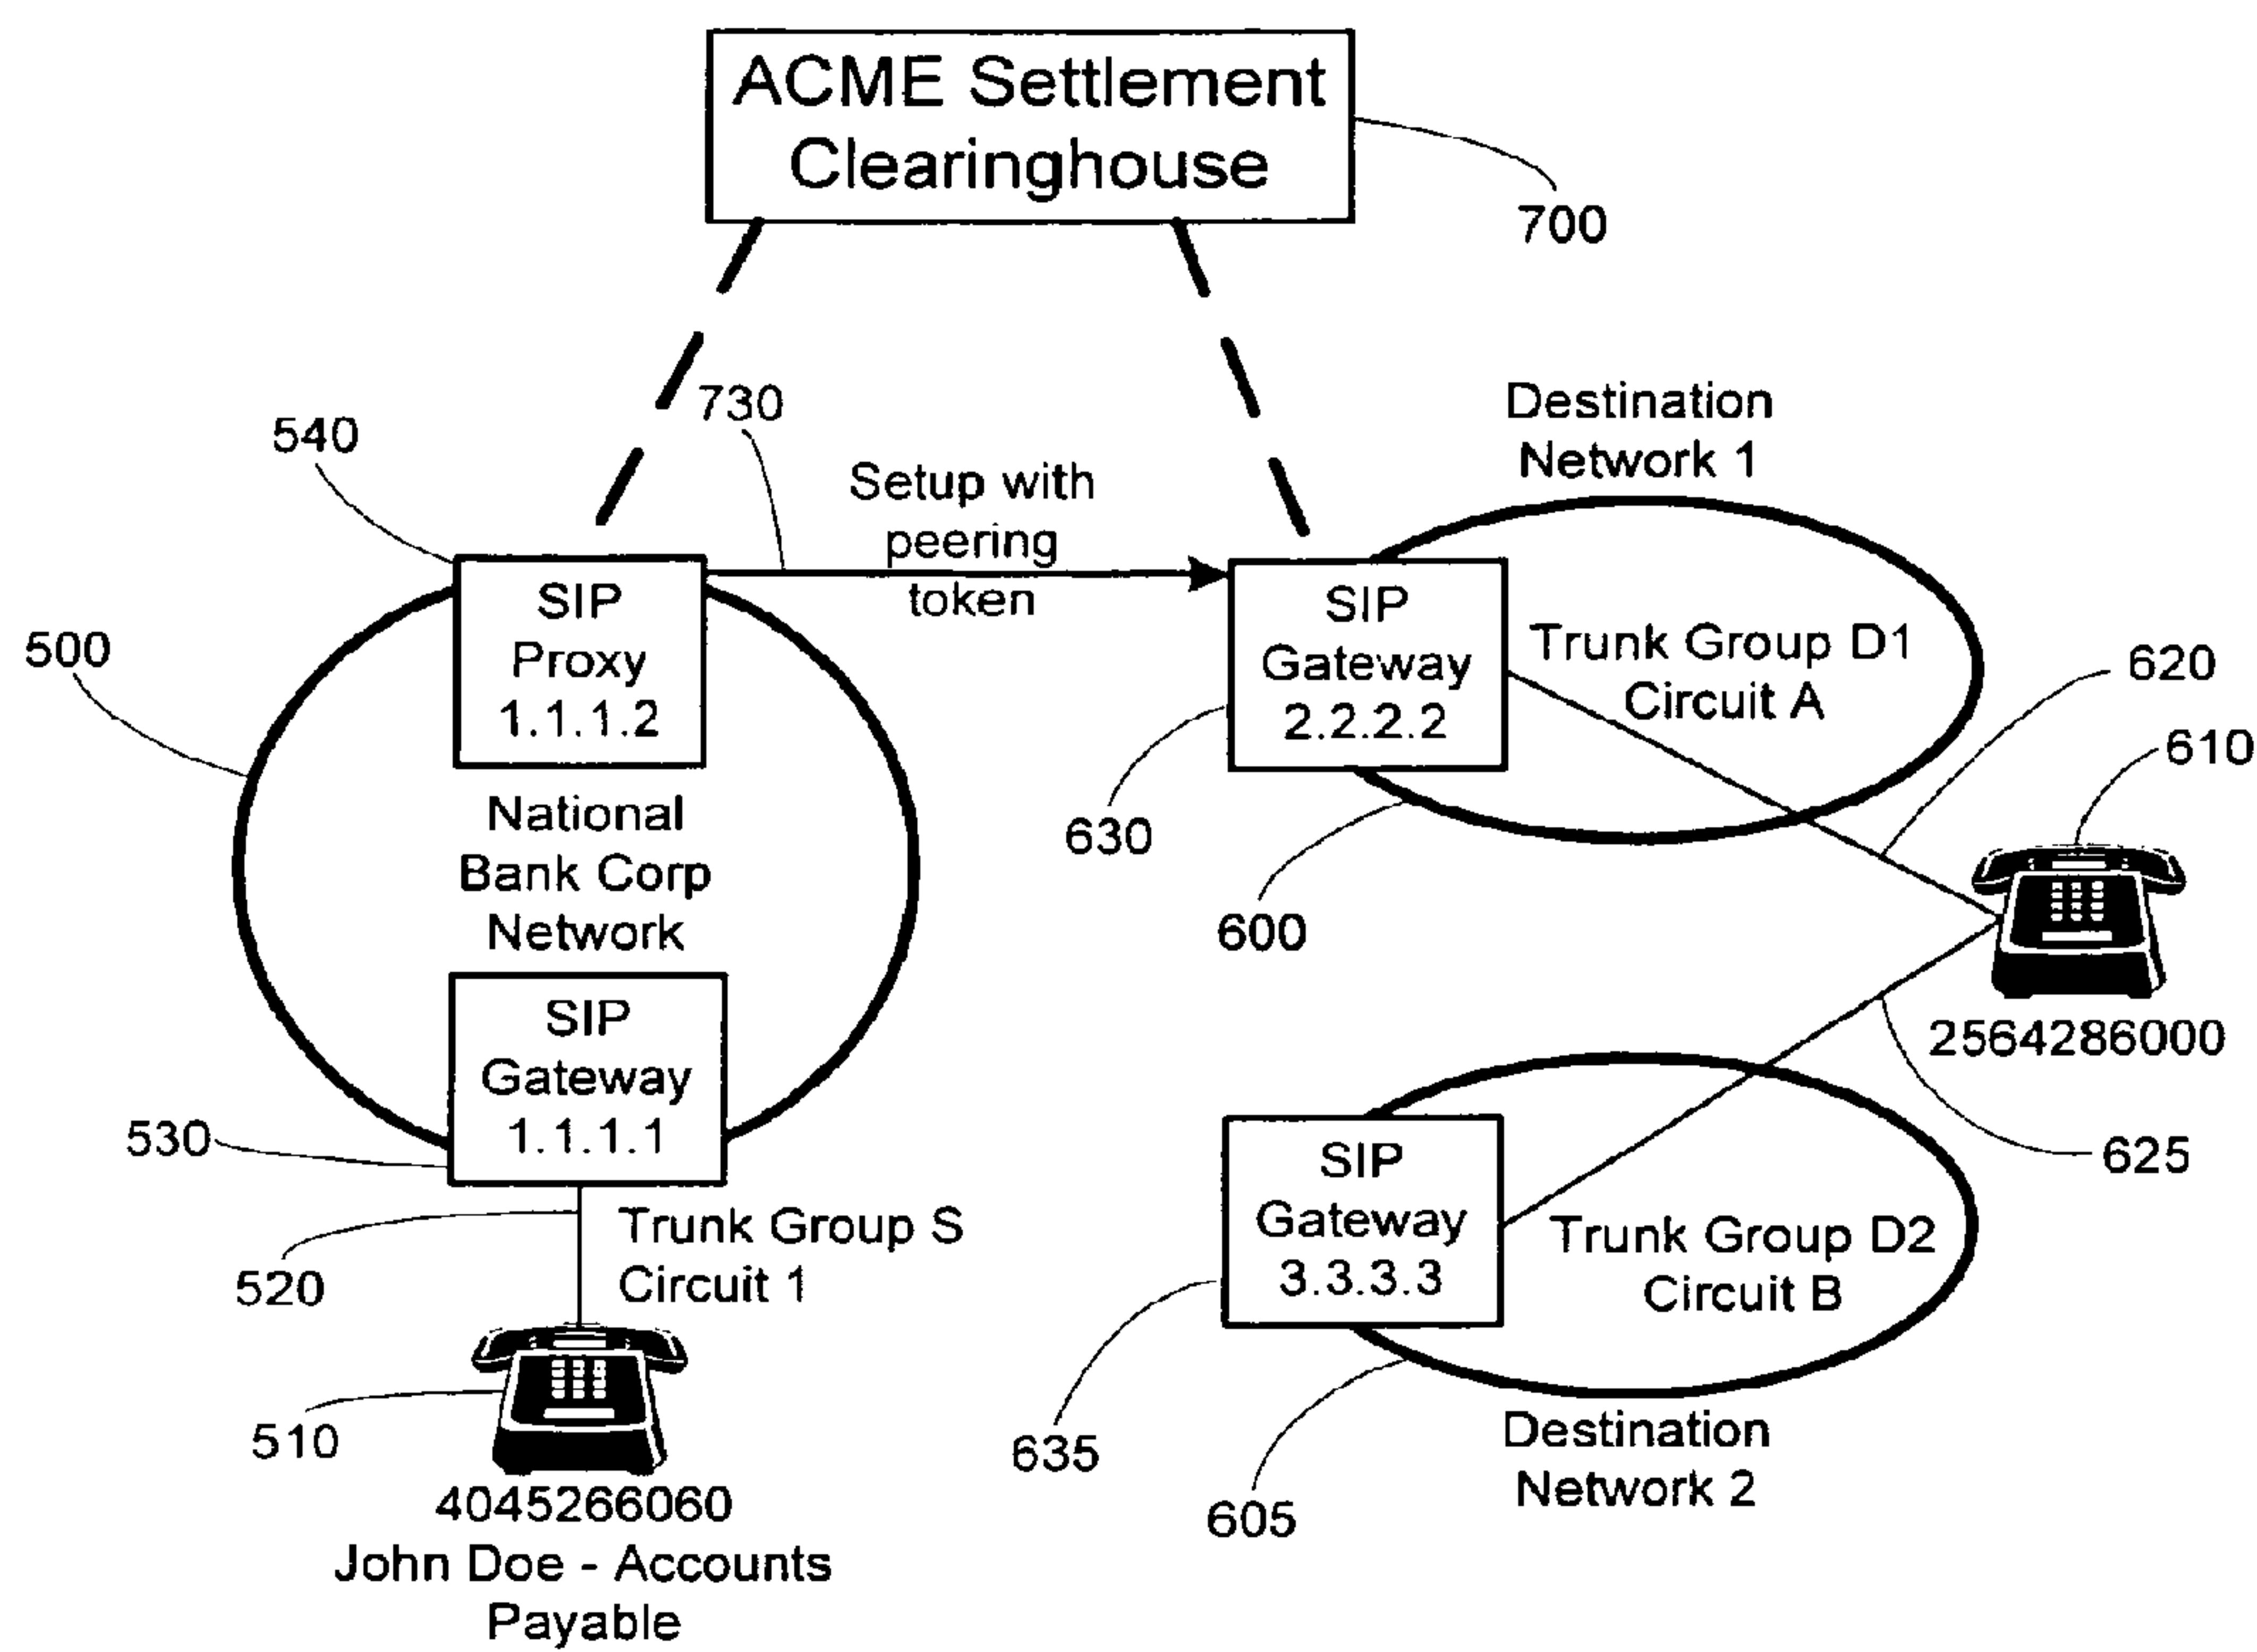 ACME Settlement
Clearinghouse
700
730
540
Setup with
peering
token
Destination
Network 1
500
SIP
Proxy
1.1.1.2
SIP
Gateway
2.2.2.2
Trunk Group D1
Circuit A
620
610
630
600
National
Bank Corp
Network
2564286000
SIP
Gateway
1.1.1.1
530
625
SIP
Gateway
3.3.3.3
Trunk Group D2
Circuit B
520
Trunk Group S
Circuit 1
510
635
605
Destination
Network 2
4045266060
John Doe - Accounts
Payable